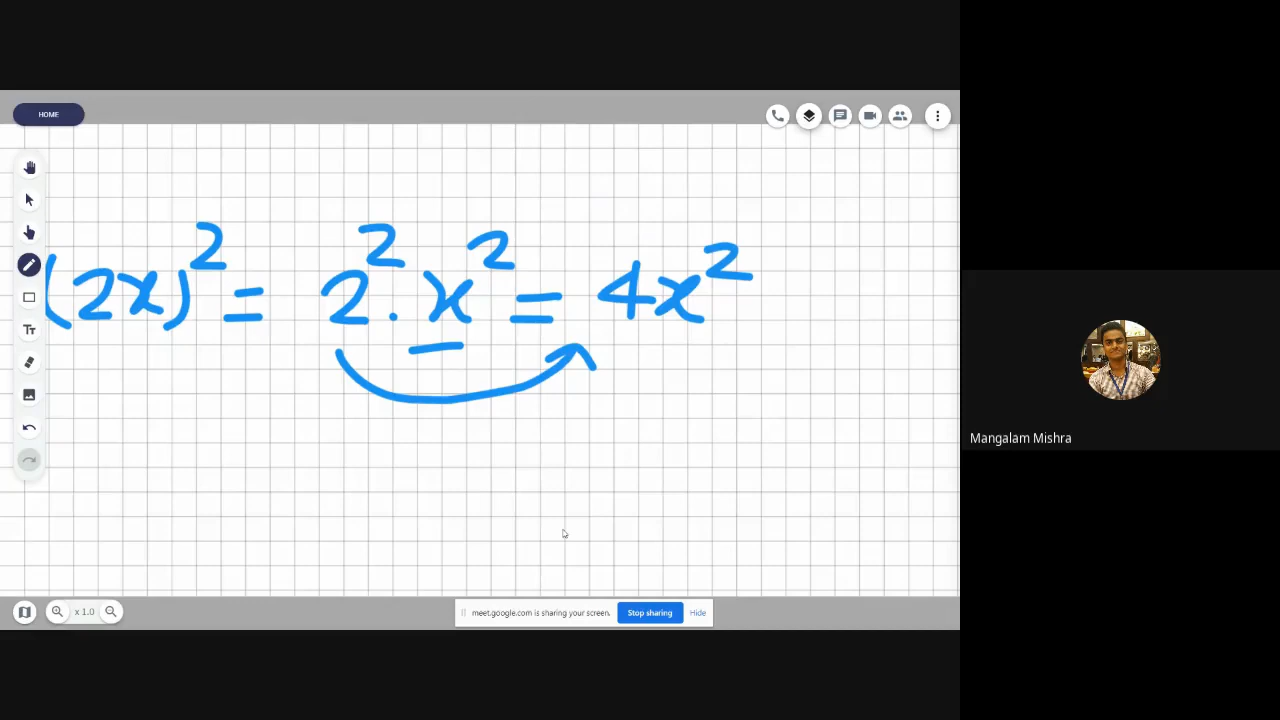 HOME
(2x)² = 2² . x² = 4x²
Tt
Mangalam Mishra
x 1.0
meet.google.com is sharing your screen. Stop sharing Hide